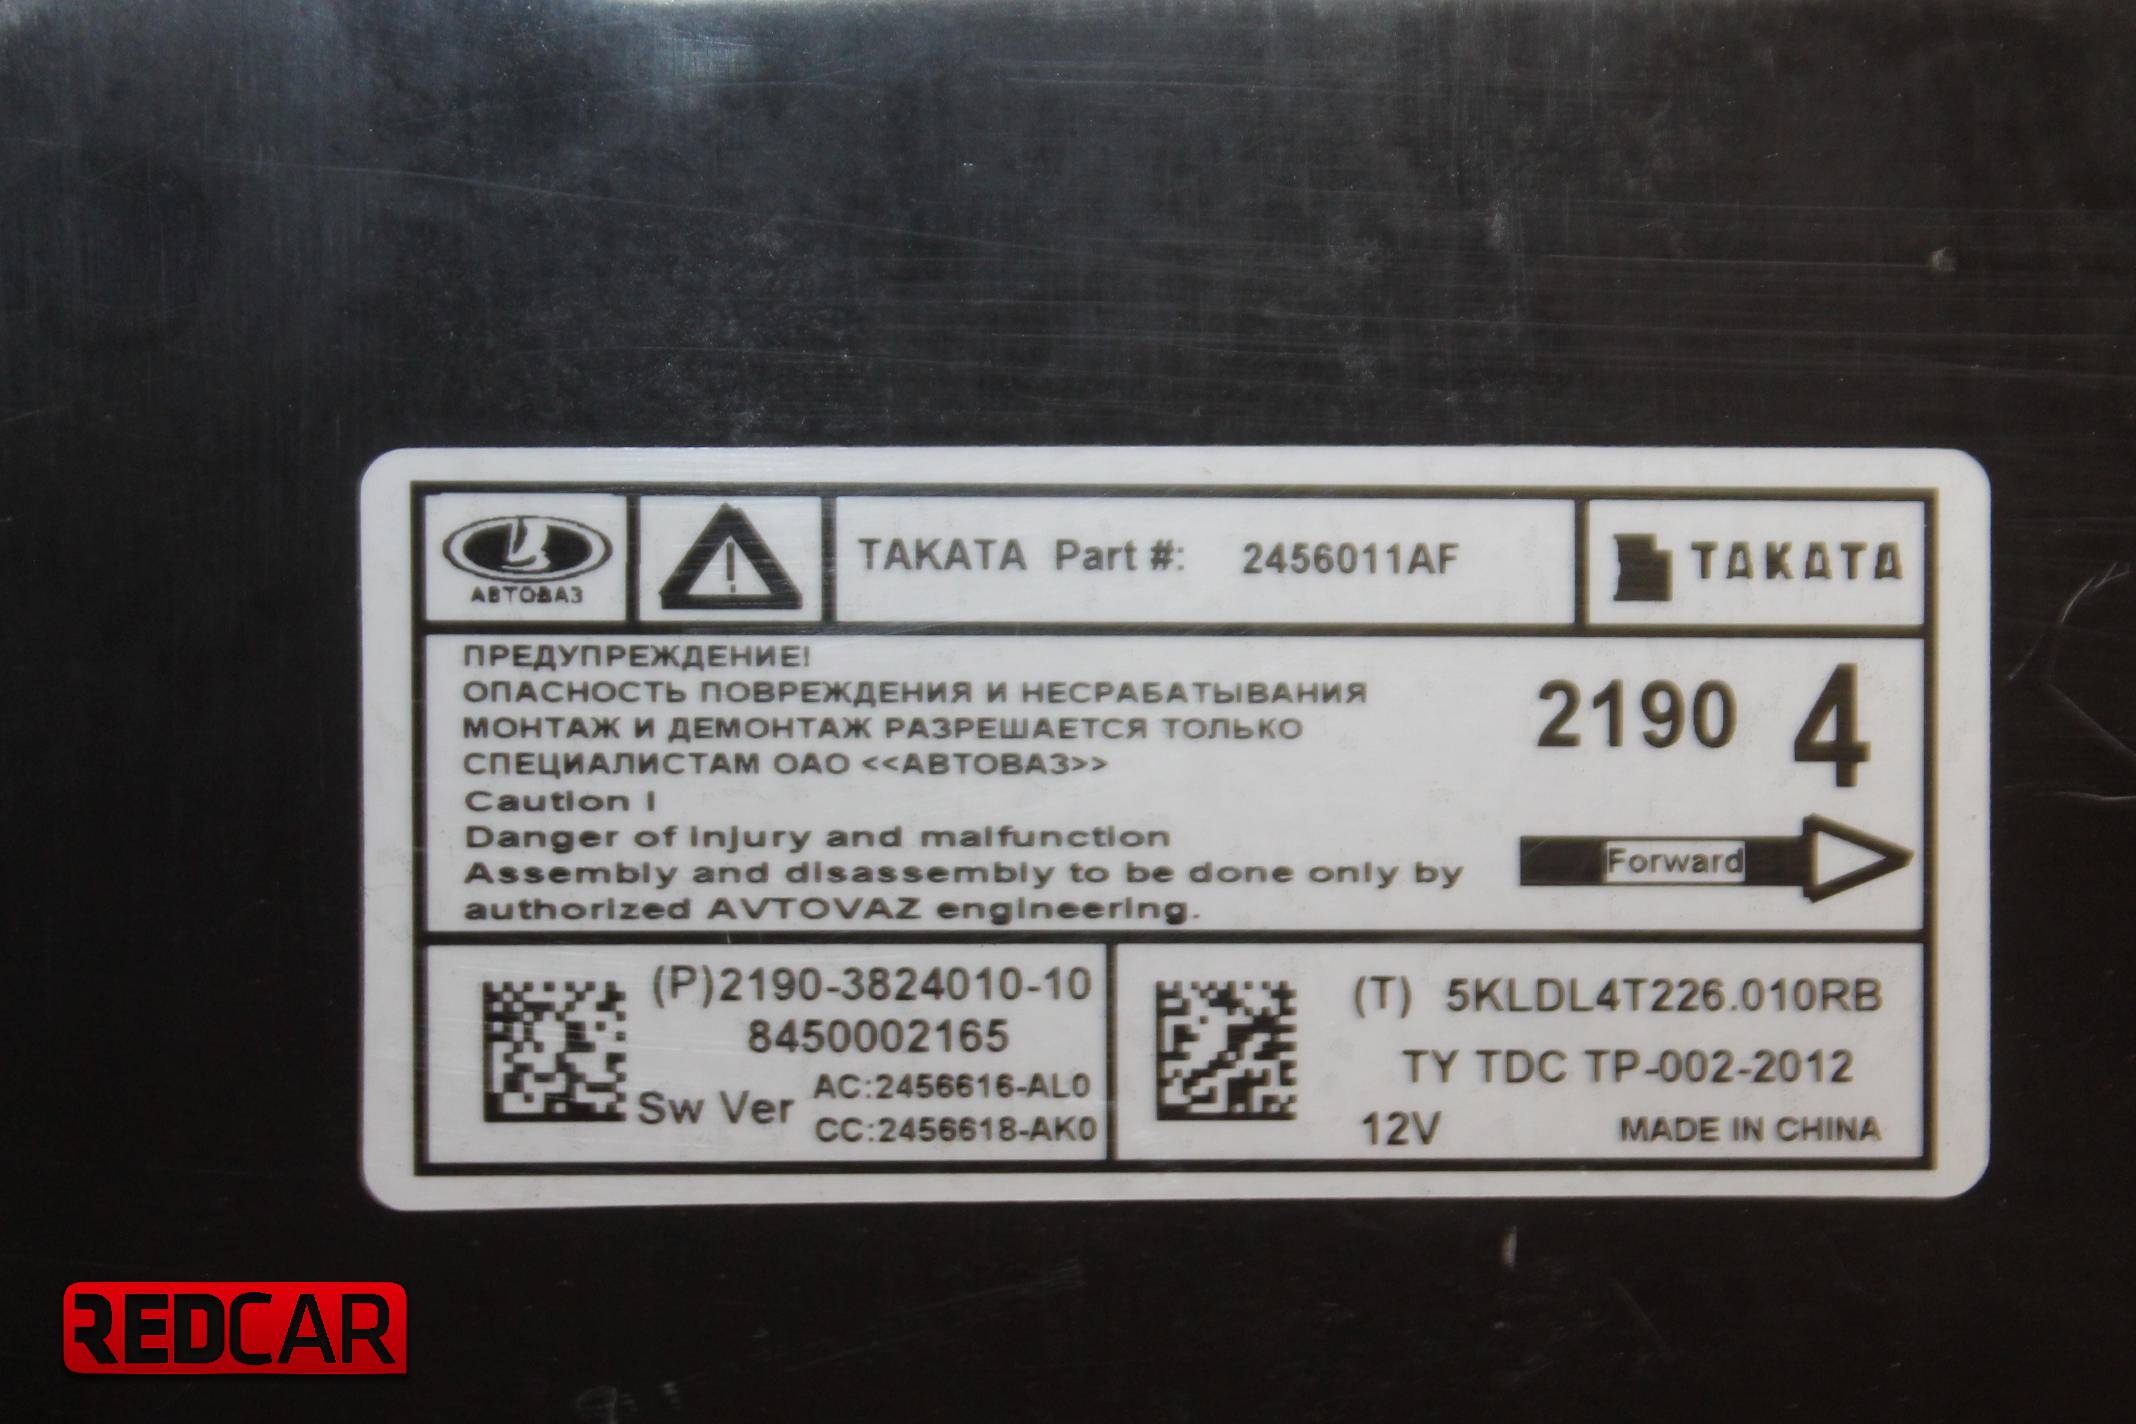 АВТОВАЗ
TAKATA Part #: 2456011AF
TAKATA
ПРЕДУПРЕЖДЕНИЕ!
ОПАСНОСТЬ ПОВРЕЖДЕНИЯ И НЕСРАБАТЫВАНИЯ
МОНТАЖ И ДЕМОНТАЖ РАЗРЕШАЕТСЯ ТОЛЬКО
СПЕЦИАЛИСТАМ ОАО <<АВТОВАЗ>>
Caution !
Danger of injury and malfunction
Assembly and disassembly to be done only by
authorized AVTOVAZ engineering.
2190 4
Forward
(P)2190-3824010-10
8450002165
Sw Ver
AC:2456616-AL0
CC:2456618-AK0
(T) 5KLDL4T226.010RB
TY TDC TP-002-2012
12V MADE IN CHINA
REDCAR